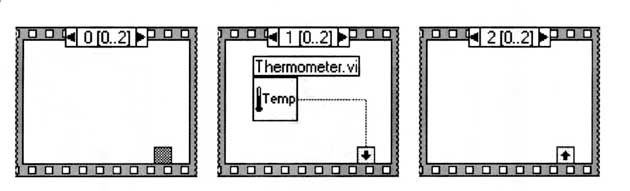 0 [0..2]
1 [0..2]
2 [0..2]
Thermometer.vi
Temp